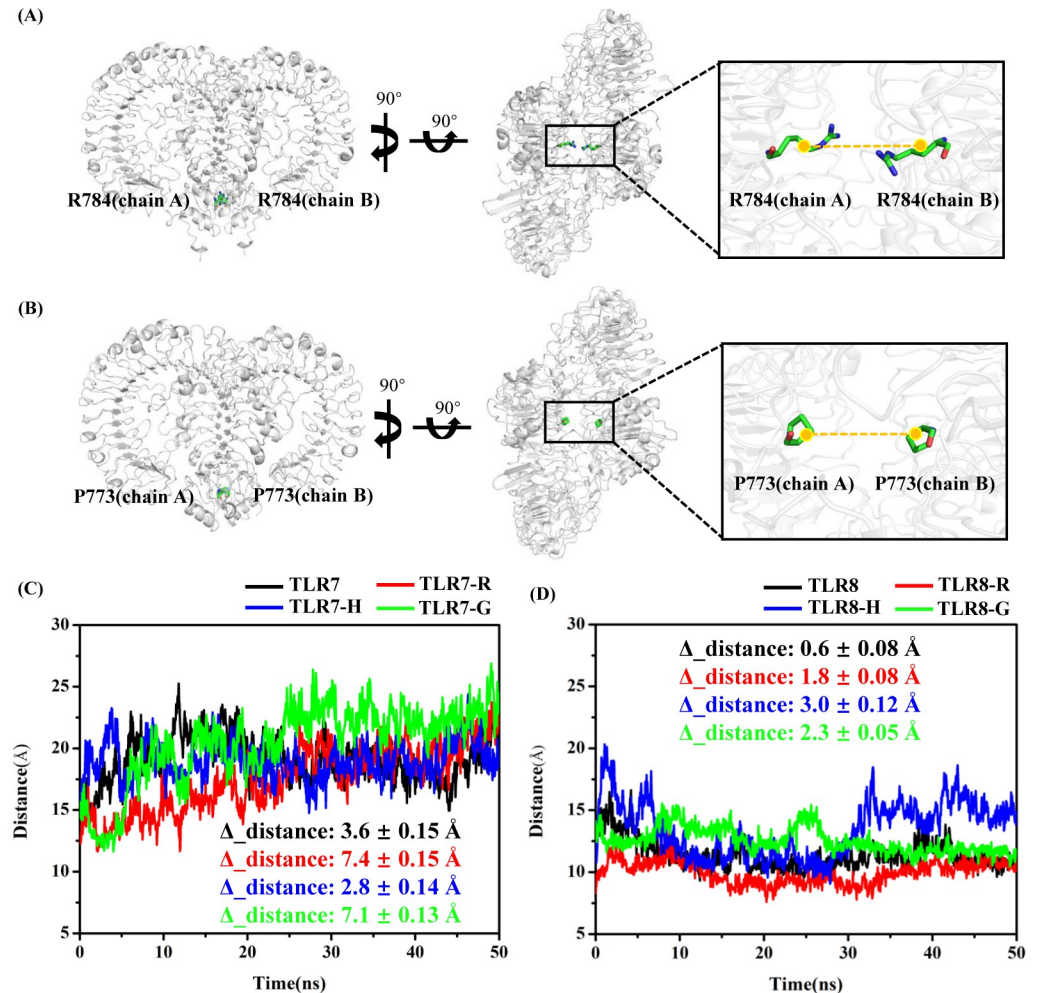 (A)
90°
90°
R784(chain A)
R784(chain B)
R784(chain A)
R784(chain B)
(B)
90°
90°
P773(chain A)
P773(chain B)
P773(chain A)
P773(chain B)
(C)
TLR7
TLR7-R
TLR7-H
TLR7-G
30
25
20
15
10
5
Distance(Å)
Δ_distance: 3.6 ± 0.15 Å
Δ_distance: 7.4 ± 0.15 Å
Δ_distance: 2.8 ± 0.14 Å
Δ_distance: 7.1 ± 0.13 Å
0 10 20 30 40 50
Time(ns)
(D)
TLR8
TLR8-R
TLR8-H
TLR8-G
30
25
20
15
10
5
Distance(Å)
Δ_distance: 0.6 ± 0.08 Å
Δ_distance: 1.8 ± 0.08 Å
Δ_distance: 3.0 ± 0.12 Å
Δ_distance: 2.3 ± 0.05 Å
0 10 20 30 40 50
Time(ns)